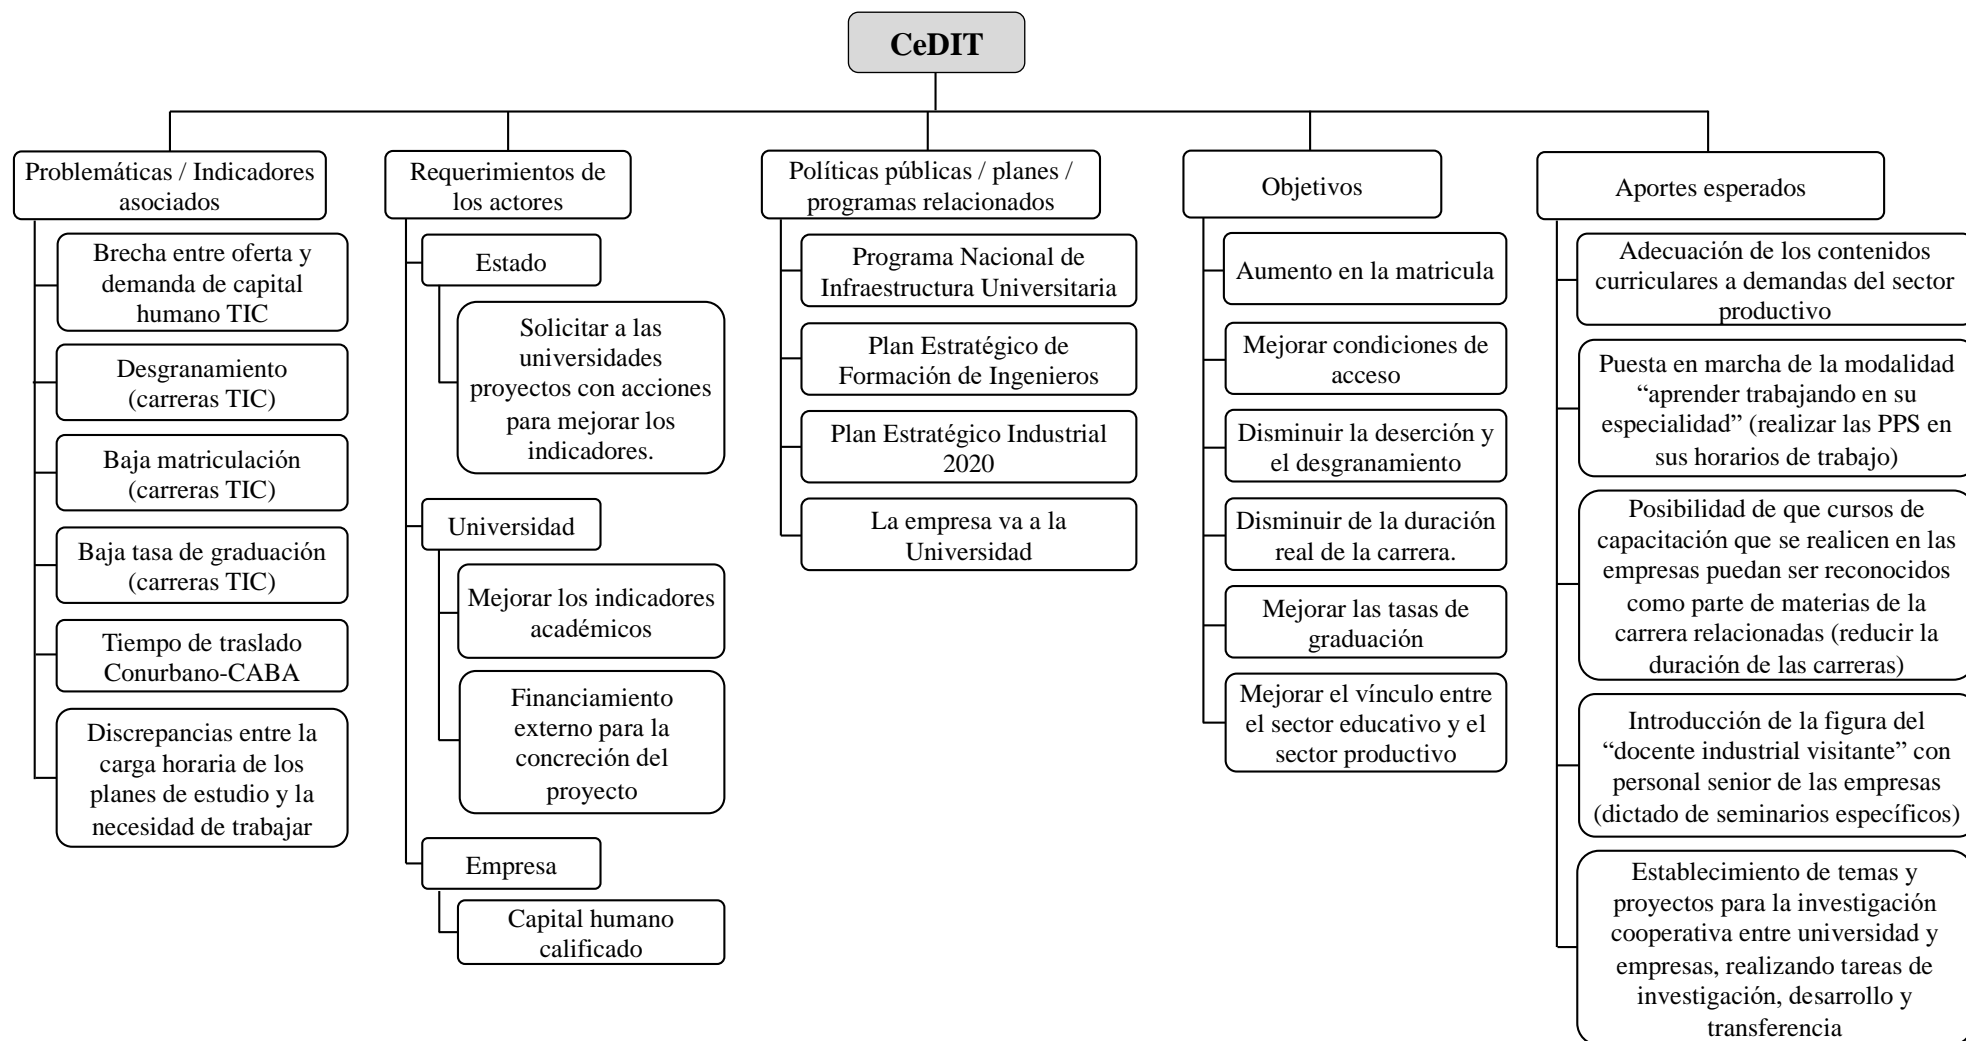 CeDIT
Problemáticas / Indicadores
asociados
Brecha entre oferta y
demanda de capital
humano TIC
Desgranamiento
(carreras TIC)
Baja matriculación
(carreras TIC)
Baja tasa de graduación
(carreras TIC)
Tiempo de traslado
Conurbano-CABA
Discrepancias entre la
carga horaria de los
planes de estudio y la
necesidad de trabajar
Requerimientos de
los actores
Estado
Solicitar a las
universidades
proyectos con acciones
para mejorar los
indicadores.
Universidad
Mejorar los indicadores
académicos
Financiamiento
externo para la
concreción del
proyecto
Empresa
Capital humano
calificado
Políticas públicas / planes /
programas relacionados
Programa Nacional de
Infraestructura Universitaria
Plan Estratégico de
Formación de Ingenieros
Plan Estratégico Industrial
2020
La empresa va a la
Universidad
Objetivos
Aumento en la matricula
Mejorar condiciones de
acceso
Disminuir la deserción y
el desgranamiento
Disminuir de la duración
real de la carrera.
Mejorar las tasas de
graduación
Mejorar el vínculo entre
el sector educativo y el
sector productivo
Aportes esperados
Adecuación de los contenidos
curriculares a demandas del sector
productivo
Puesta en marcha de la modalidad
“aprender trabajando en su
especialidad” (realizar las PPS en
sus horarios de trabajo)
Posibilidad de que cursos de
capacitación que se realicen en las
empresas puedan ser reconocidos
como parte de materias de la
carrera relacionadas (reducir la
duración de las carreras)
Introducción de la figura del
“docente industrial visitante” con
personal senior de las empresas
(dictado de seminarios específicos)
Establecimiento de temas y
proyectos para la investigación
cooperativa entre universidad y
empresas, realizando tareas de
investigación, desarrollo y
transferencia